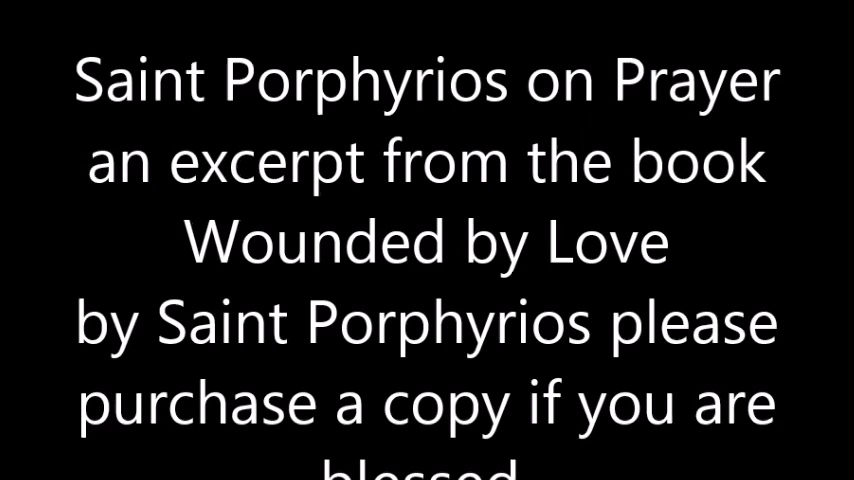 Saint Porphyrios on Prayer
an excerpt from the book
Wounded by Love
by Saint Porphyrios please
purchase a copy if you are
blessed